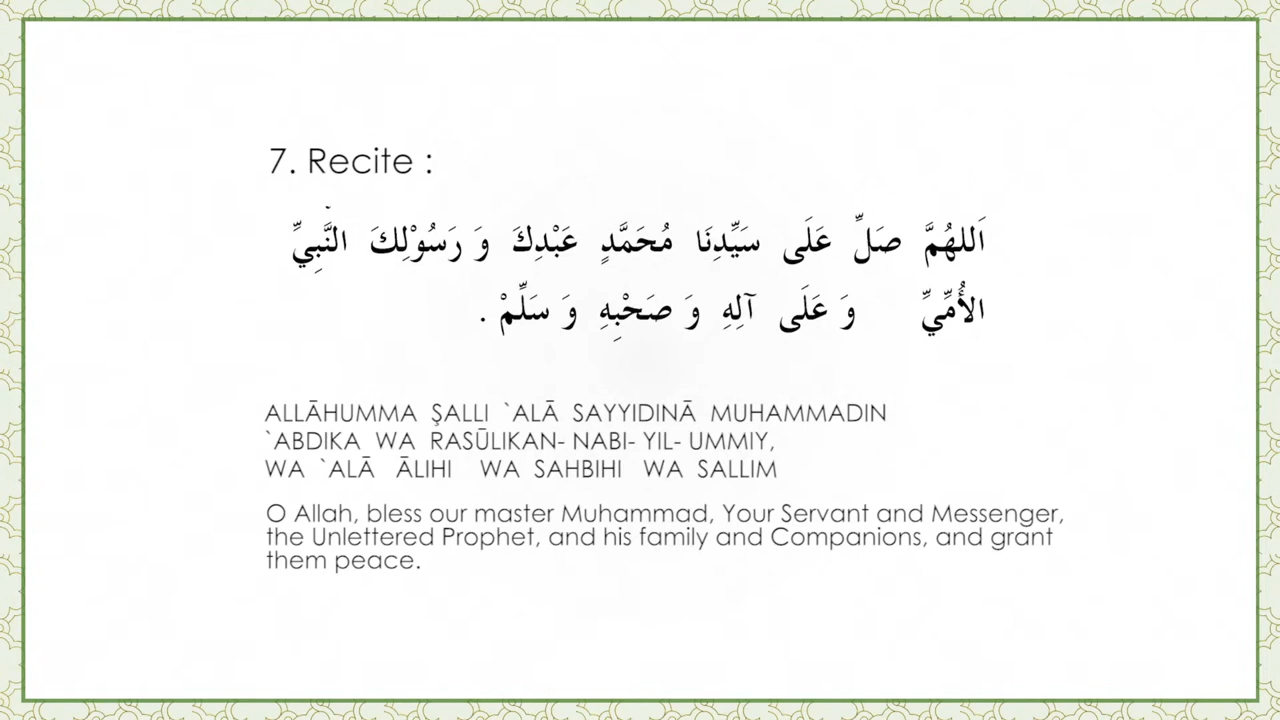 7. Recite :
اَللهُمَّ صَلِّ عَلَى سَيِّدِنَا مُحَمَّدٍ عَبْدِكَ وَ رَسُوْلِكَ النَّبِيِّ
الأُمِّيِّ وَ عَلَى آلِهِ وَ صَحْبِهِ وَ سَلِّمْ .
ALLĀHUMMA ŞALLI `ALĀ SAYYIDINĀ MUHAMMADIN
`ABDIKA WA RASŪLIKAN- NABI- YIL- UMMIY,
WA `ALĀ ĀLIHI WA SAHBIHI WA SALLIM
O Allah, bless our master Muhammad, Your Servant and Messenger,
the Unlettered Prophet, and his family and Companions, and grant
them peace.